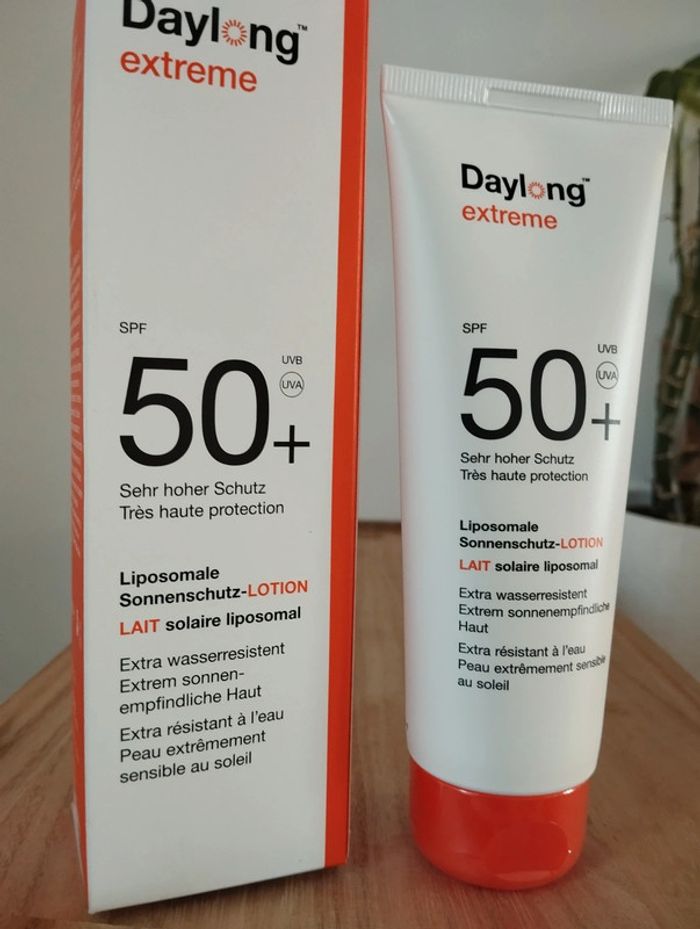 Daylong™
extreme
SPF
50+
UVB
UVA
Sehr hoher Schutz
Très haute protection
Liposomale
Sonnenschutz-LOTION
LAIT solaire liposomal
Extra wasserresistent
Extrem sonnen-
empfindliche Haut
Extra résistant à l'eau
Peau extrêmement
sensible au soleil
Daylong™
extreme
SPF
50+
UVB
UVA
Sehr hoher Schutz
Très haute protection
Liposomale
Sonnenschutz-LOTION
LAIT solaire liposomal
Extra wasserresistent
Extrem sonnenempfindliche
Haut
Extra résistant à l'eau
Peau extrêmement sensible
au soleil